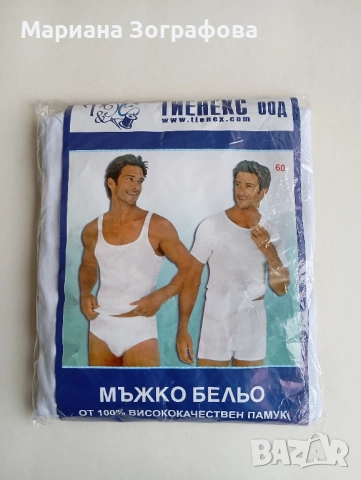 Мариана Зографова
Т&Х
ТИЕНЕКС ООД
www.tienex.com
60
МЪЖКО БЕЛЬО
ОТ 100% ВИСОКОКАЧЕСТВЕН ПАМУК
BAZAR